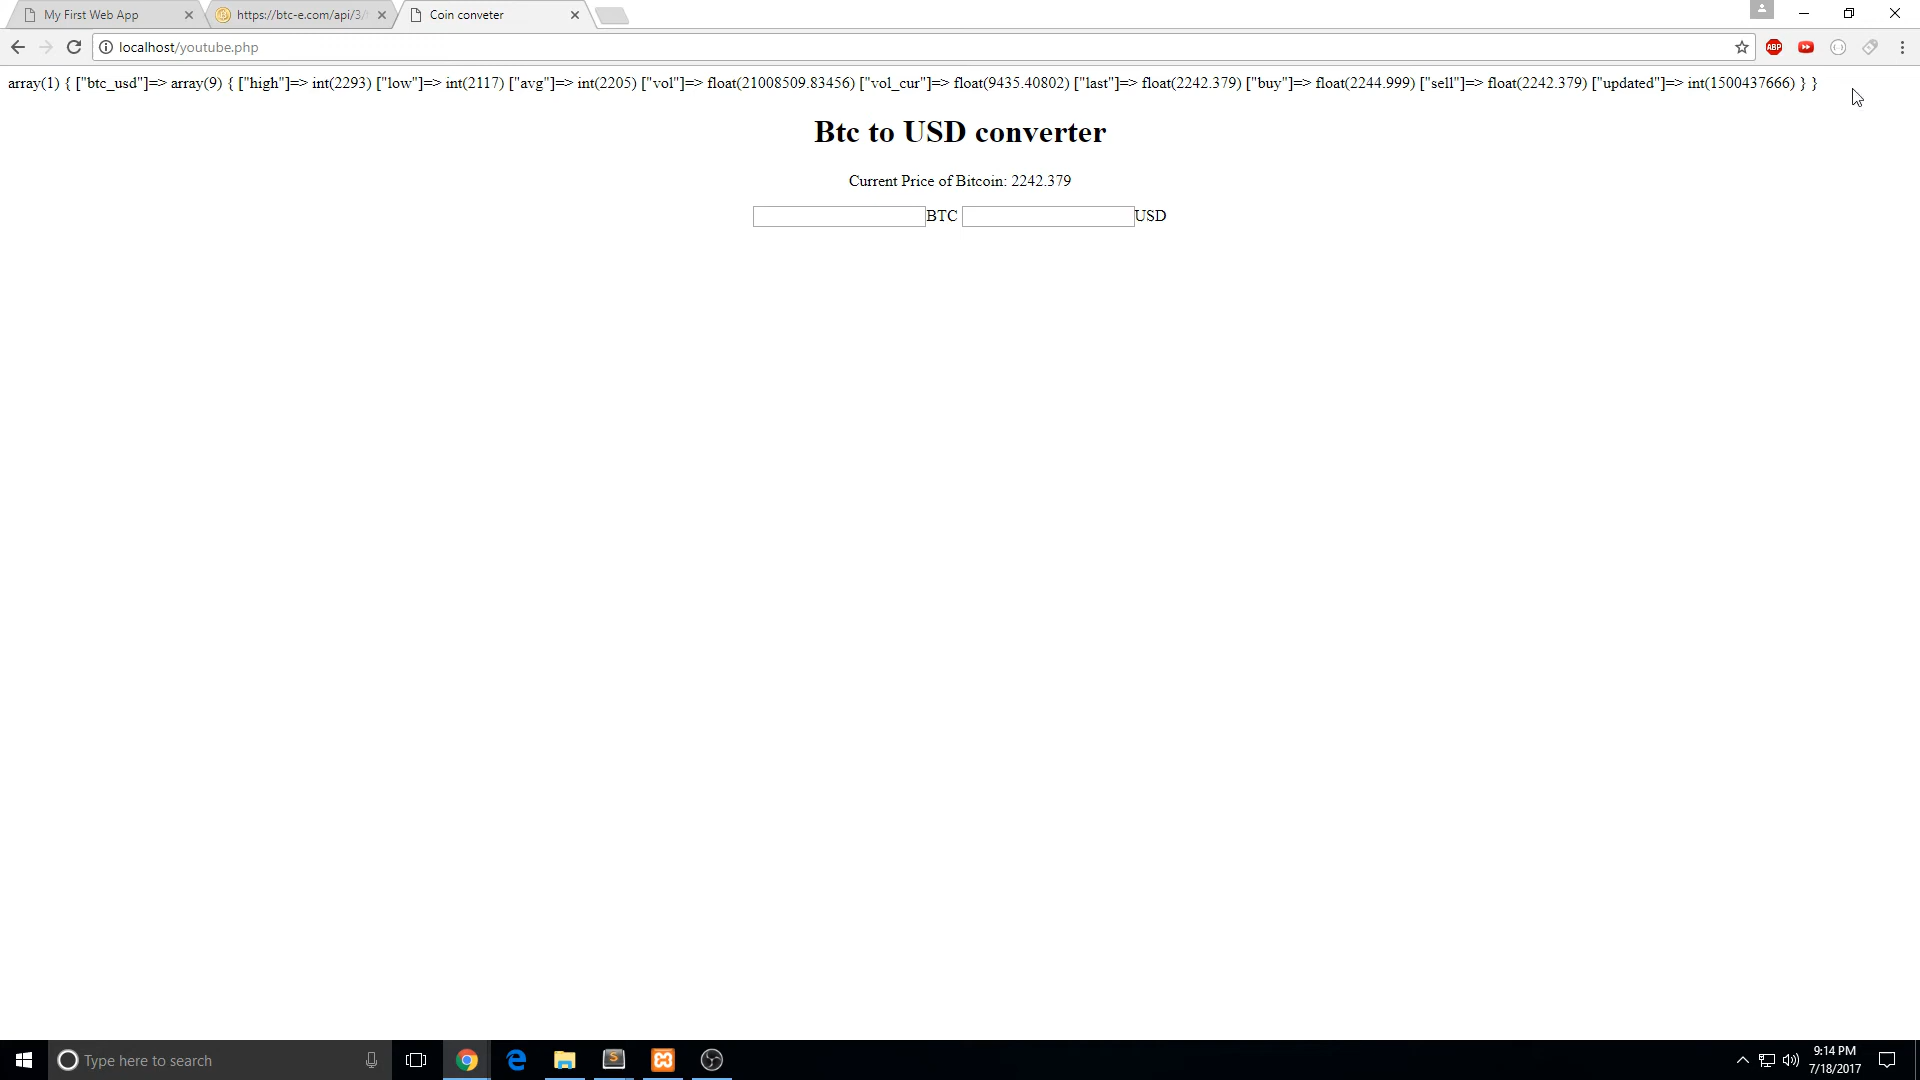 My First Web App
https://btc-e.com/api/3/
Coin conveter
localhost/youtube.php
ABP
array(1) { ["btc_usd"]=> array(9) { ["high"]=> int(2293) ["low"]=> int(2117) ["avg"]=> int(2205) ["vol"]=> float(21008509.83456) ["vol_cur"]=> float(9435.40802) ["last"]=> float(2242.379) ["buy"]=> float(2244.999) ["sell"]=> float(2242.379) ["updated"]=> int(1500437666) } }
Btc to USD converter
Current Price of Bitcoin: 2242.379
BTC USD
Type here to search
9:14 PM
7/18/2017